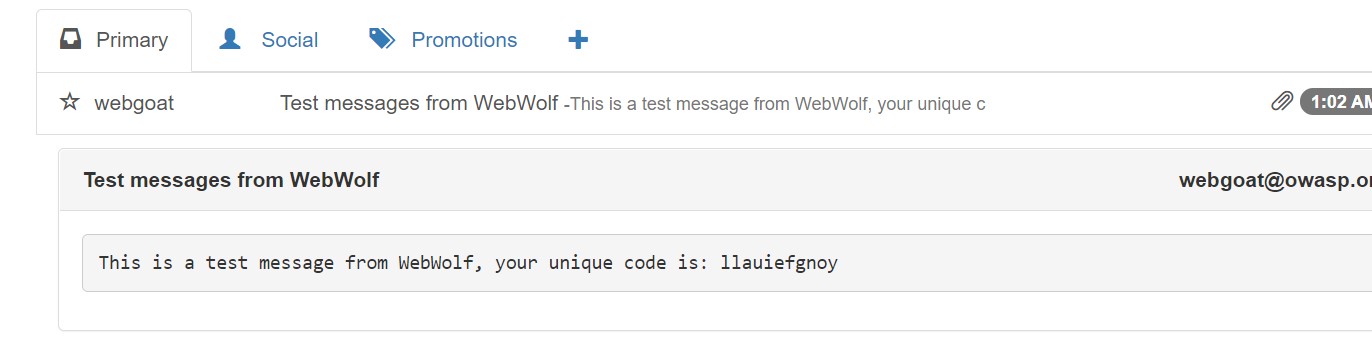 Primary Social Promotions
webgoat Test messages from WebWolf -This is a test message from WebWolf, your unique c 1:02 AM
Test messages from WebWolf webgoat@owasp.or
This is a test message from WebWolf, your unique code is: llauiefgnoy